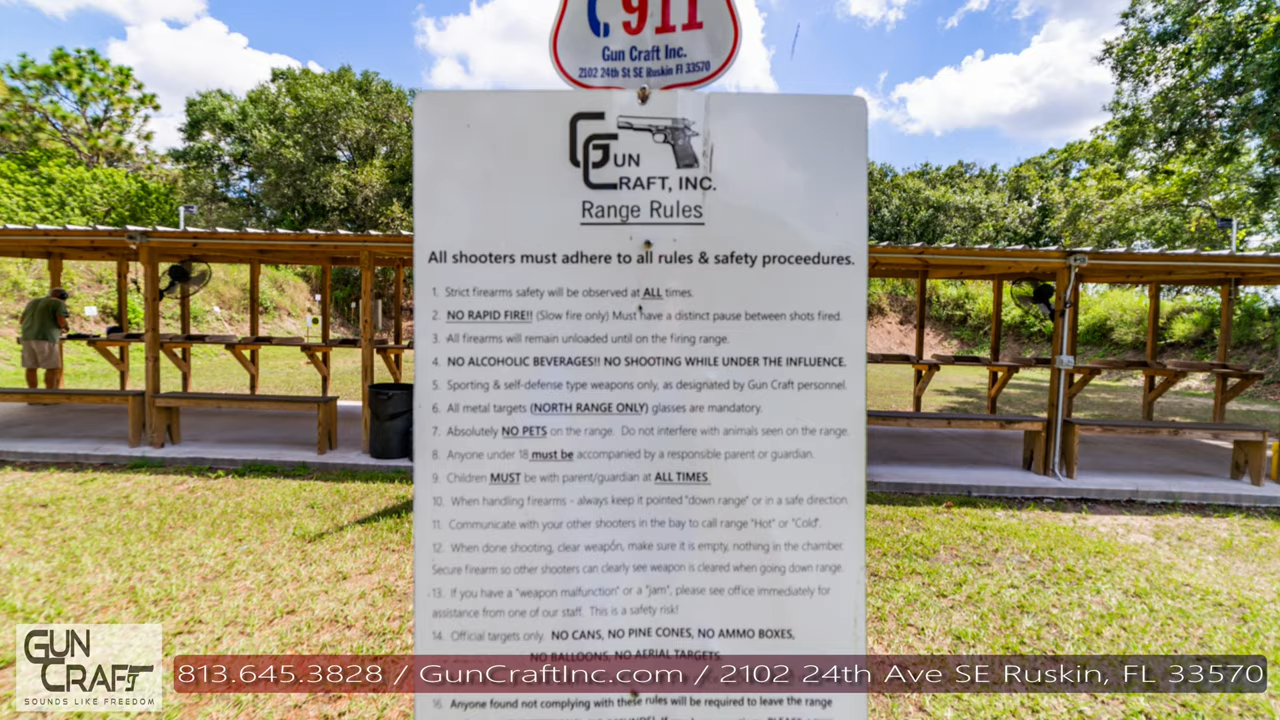 911
Gun Craft Inc.
2102 24th St SE Ruskin Fl 33570
GUN
CRAFT, INC.
Range Rules
All shooters must adhere to all rules & safety proceedures.
1. Strict firearms safety will be observed at ALL times.
2. NO RAPID FIRE!! (Slow fire only) Must have a distinct pause between shots fired.
3. All firearms will remain unloaded until on the firing range.
4. NO ALCOHOLIC BEVERAGES!! NO SHOOTING WHILE UNDER THE INFLUENCE.
5. Sporting & self-defense type weapons only, as designated by Gun Craft personnel.
6. All metal targets (NORTH RANGE ONLY) glasses are mandatory.
7. Absolutely NO PETS on the range. Do not interfere with animals seen on the range.
8. Anyone under 18 must be accompanied by a responsible parent or guardian.
9. Children MUST be with parent/guardian at ALL TIMES.
10. When handling firearms - always keep it pointed "down range" or in a safe direction.
11. Communicate with your other shooters in the bay to call range "Hot" or "Cold".
12. When done shooting, clear weapon, make sure it is empty, nothing in the chamber.
Secure firearm so other shooters can clearly see weapon is cleared when going down range.
13. If you have a "weapon malfunction" or a "jam", please see office immediately for
assistance from one of our staff. This is a safety risk!
14. Official targets only. NO CANS, NO PINE CONES, NO AMMO BOXES,
NO BALLOONS, NO AERIAL TARGETS.
16. Anyone found not complying with these rules will be required to leave the range
GUN
CRAFT
SOUNDS LIKE FREEDOM
813.645.3828 / GunCraftInc.com / 2102 24th Ave SE Ruskin, FL 33570